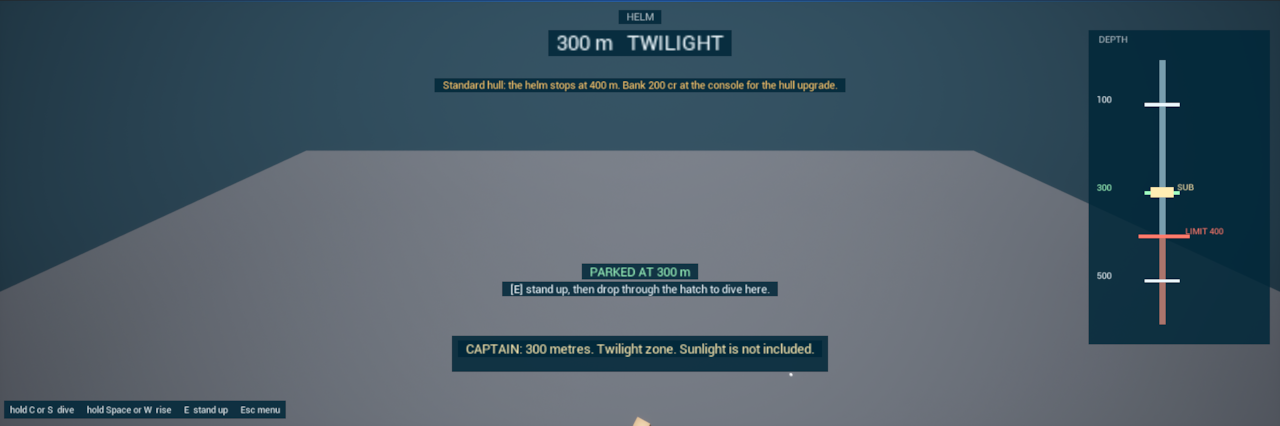 HELM
300 m TWILIGHT
Standard hull: the helm stops at 400 m. Bank 200 cr at the console for the hull upgrade.
DEPTH
100
300
SUB
LIMIT 400
500
PARKED AT 300 m
[E] stand up, then drop through the hatch to dive here.
CAPTAIN: 300 metres. Twilight zone. Sunlight is not included.
hold C or S dive hold Space or W rise E stand up Esc menu